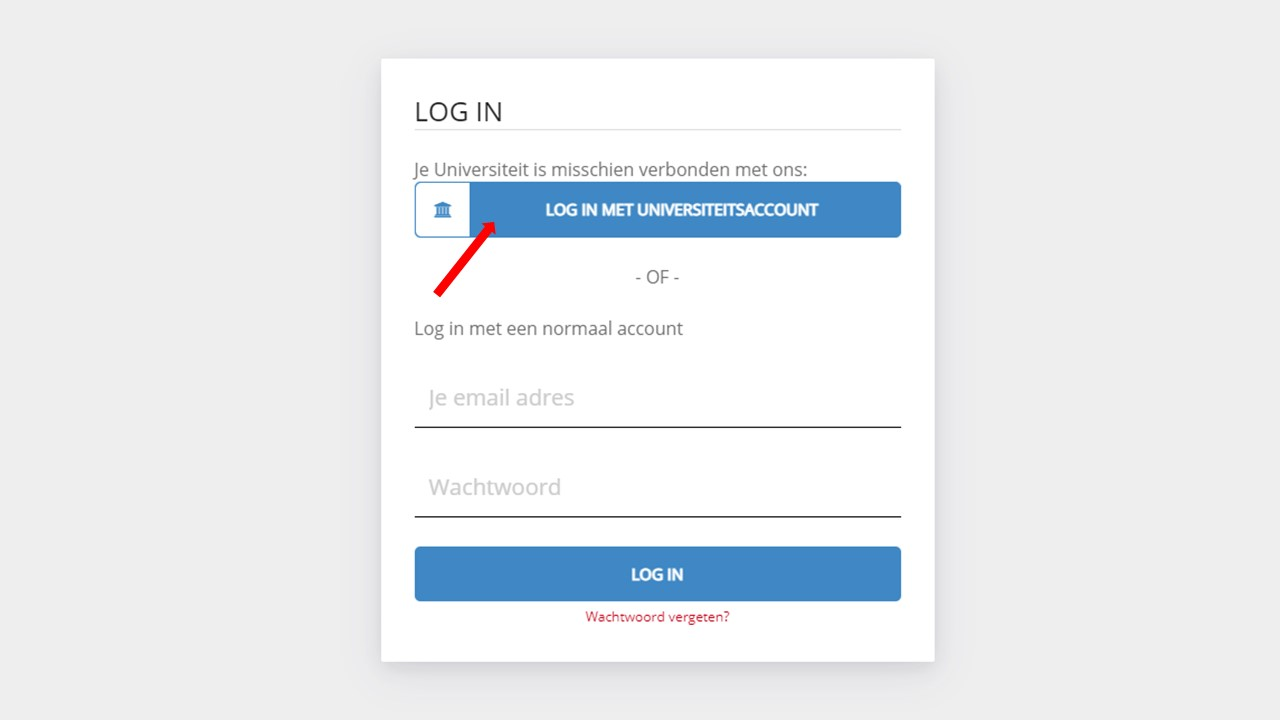 LOG IN
Je Universiteit is misschien verbonden met ons:
LOG IN MET UNIVERSITEITSACCOUNT
- OF -
Log in met een normaal account
Je email adres
Wachtwoord
LOG IN
Wachtwoord vergeten?